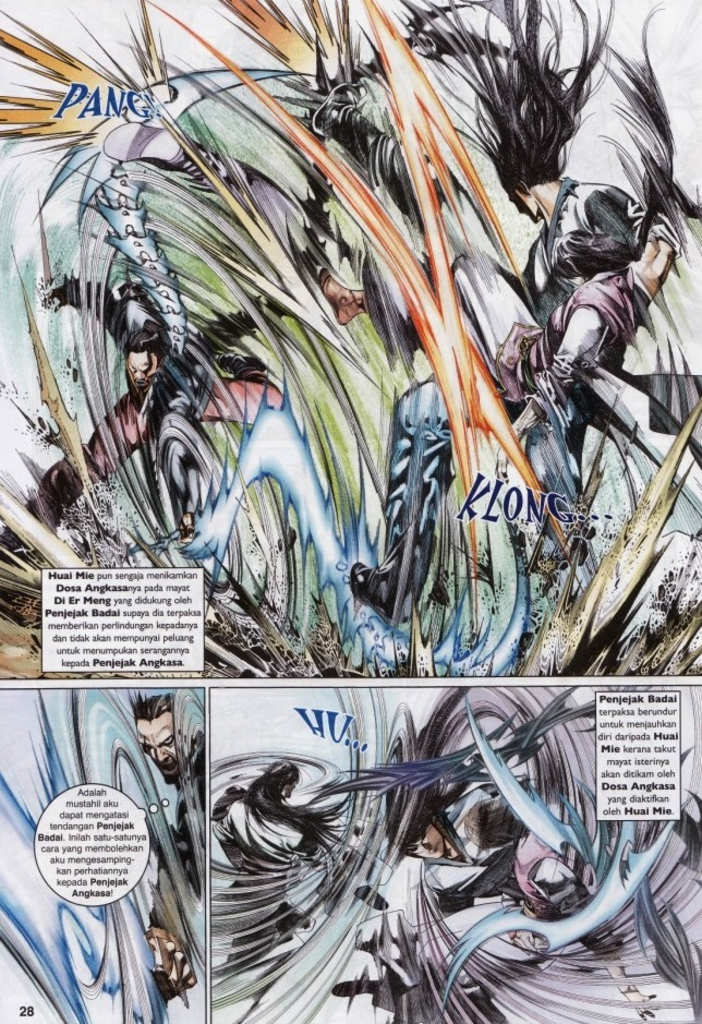 PANG...
KLONG...
Huai Mie pun sengaja menikamkan
Dosa Angkasanya pada mayat
Di Er Meng yang didukung oleh
Penjejak Badai supaya dia terpaksa
memberikan perlindungan kepadanya
dan tidak akan mempunyai peluang
untuk menumpukan serangannya
kepada Penjejak Angkasa.
Adalah
mustahil aku
dapat mengatasi
tendangan Penjejak
Badai. Inilah satu-satunya
cara yang membolehkan
aku mengesamping-
kan perhatiannya
kepada Penjejak
Angkasa!
HU...
Penjejak Badai
terpaksa berundur
untuk menjauhkan
diri daripada Huai
Mie kerana takut
mayat isterinya
akan ditikam oleh
Dosa Angkasa
yang diaktifkan
oleh Huai Mie.
28